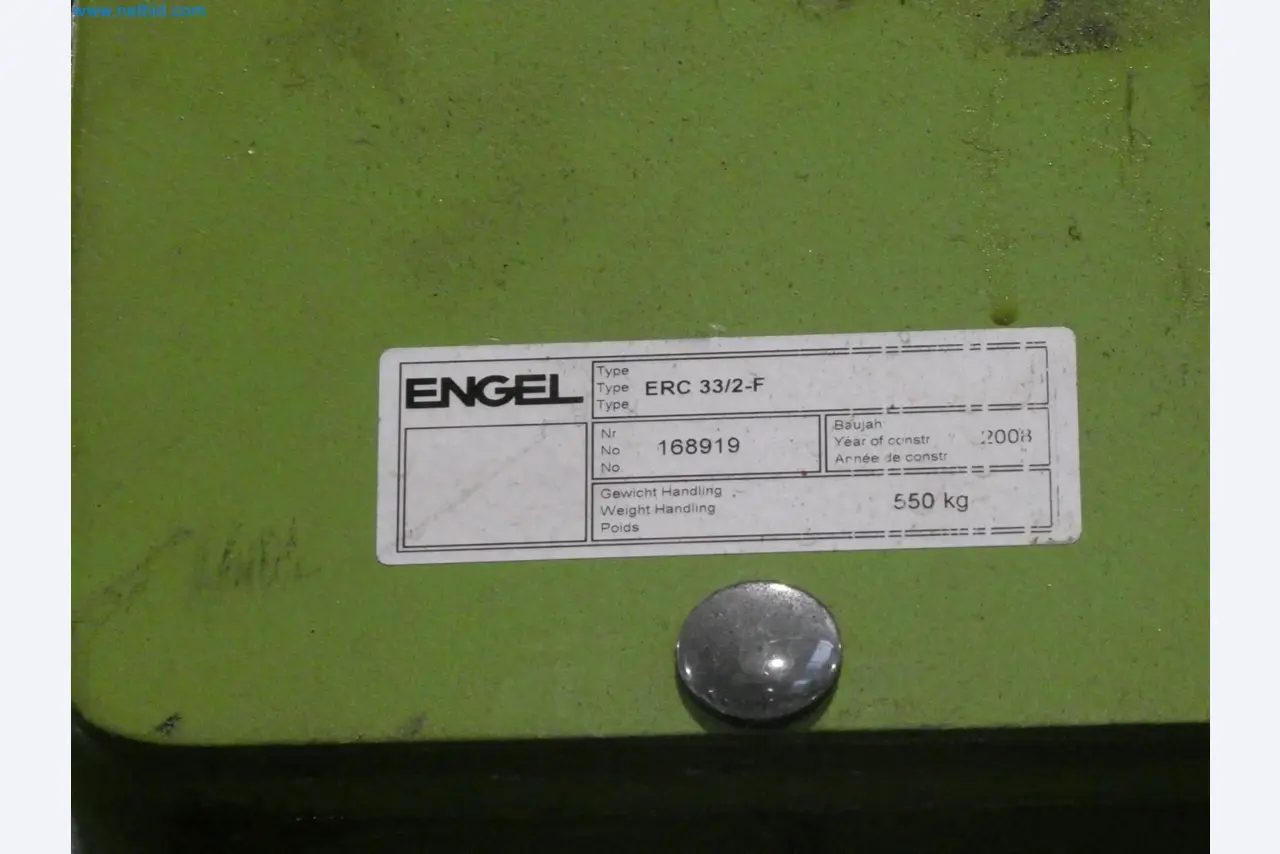 www.netbid.com
ENGEL
Type
Type ERC 33/2-F
Type
Nr
No 168919
No
Baujah
Year of constr 2008
Année de constr
Gewicht Handling
Weight Handling 550 kg
Poids